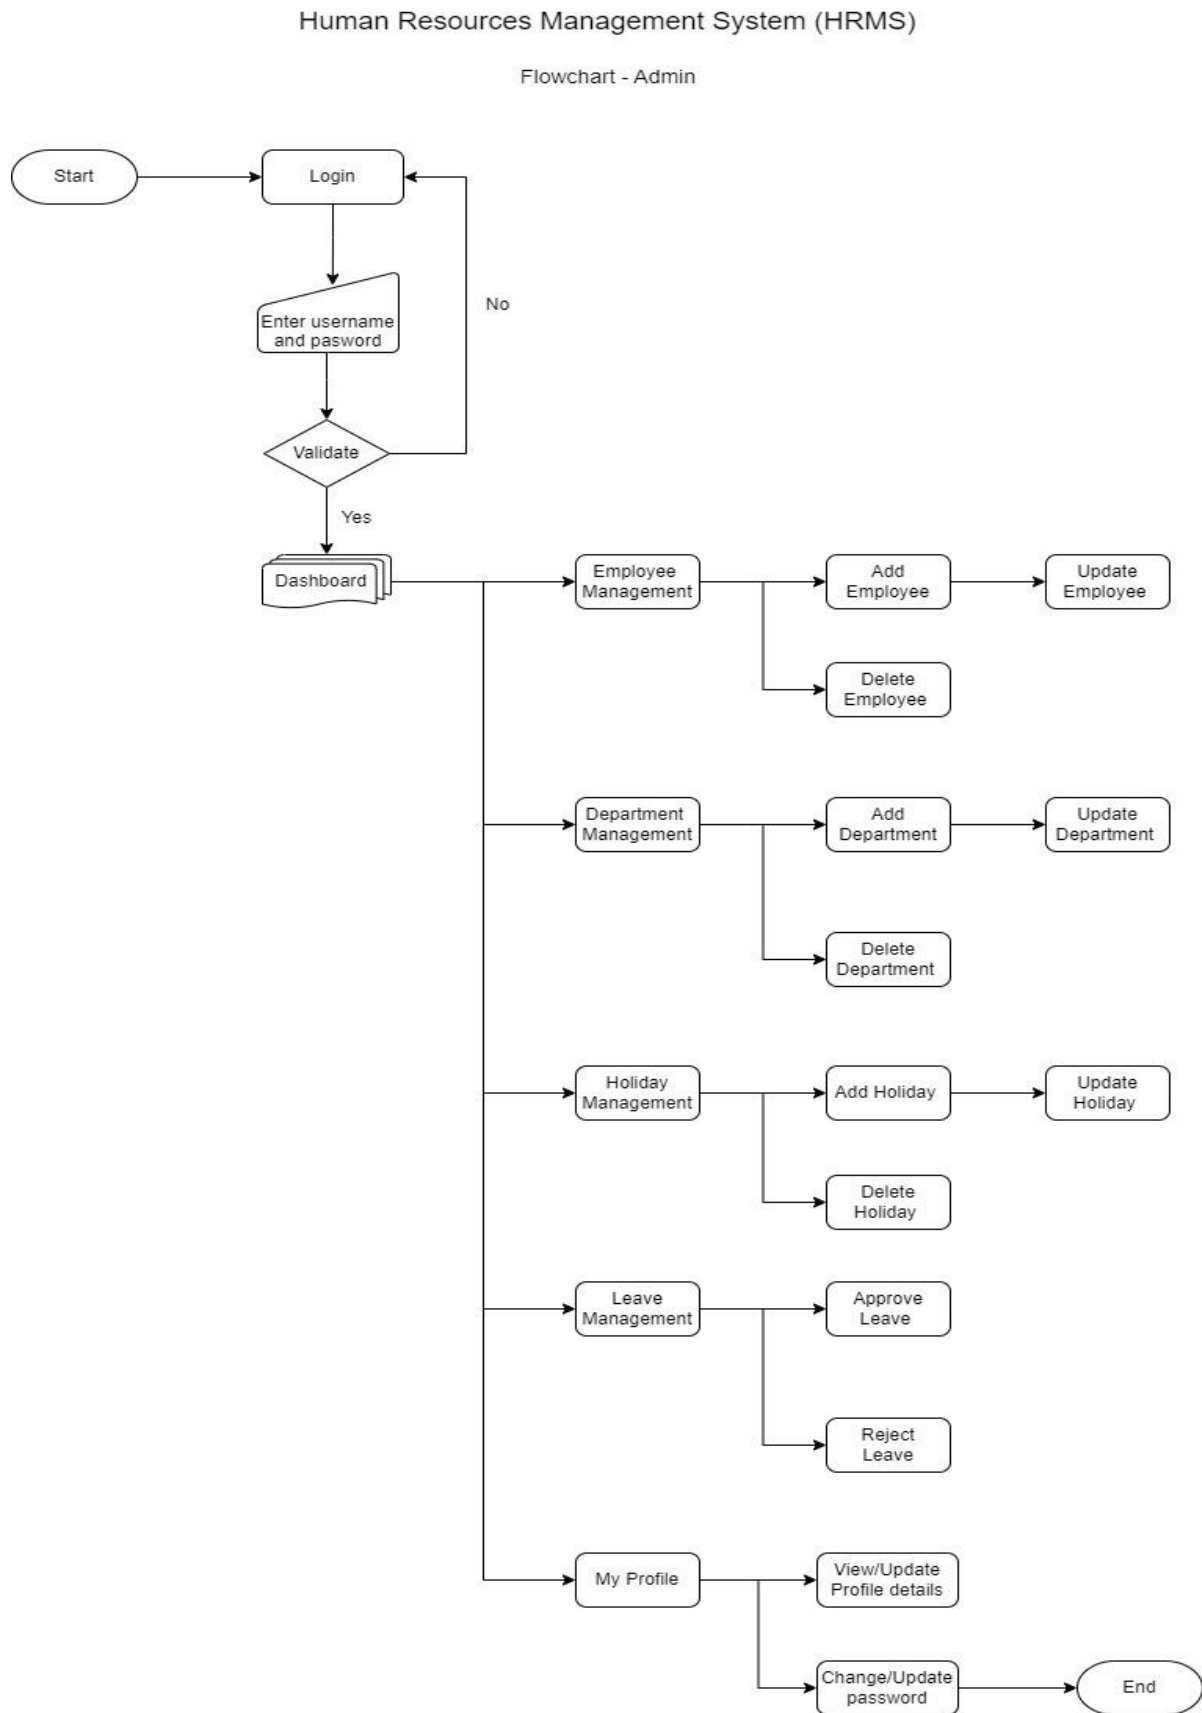 Human Resources Management System (HRMS)
Flowchart - Admin
Start
Login
No
Enter username
and pasword
Validate
Yes
Dashboard
Employee
Management
Add
Employee
Update
Employee
Delete
Employee
Department
Management
Add
Department
Update
Department
Delete
Department
Holiday
Management
Add Holiday
Update
Holiday
Delete
Holiday
Leave
Management
Approve
Leave
Reject
Leave
My Profile
View/Update
Profile details
Change/Update
password
End